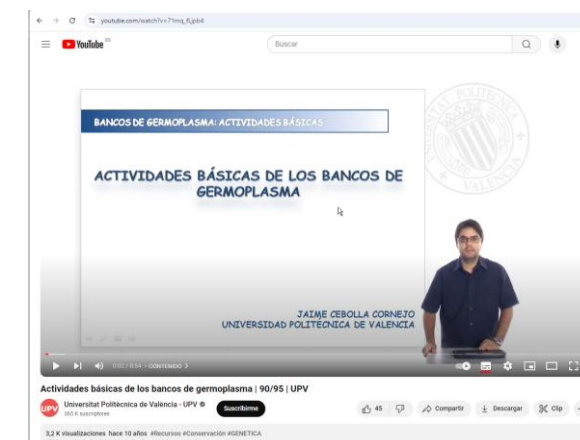 youtube.com/watch?v=71mq_fLjpb4
YouTube ES
Buscar
BANCOS DE GERMOPLASMA: ACTIVIDADES BÁSICAS
ACTIVIDADES BÁSICAS DE LOS BANCOS DE
GERMOPLASMA
JAIME CEBOLLA CORNEJO
UNIVERSIDAD POLITÉCNICA DE VALENCIA
0:02 / 6:54 • CONTENIDO >
Actividades básicas de los bancos de germoplasma | 90/95 | UPV
UPV
Universitat Politècnica de València - UPV
365 K suscriptores
Suscribirme
45
Compartir
Descargar
Clip
3,2 K visualizaciones hace 10 años #Recursos #Conservación #GENETICA